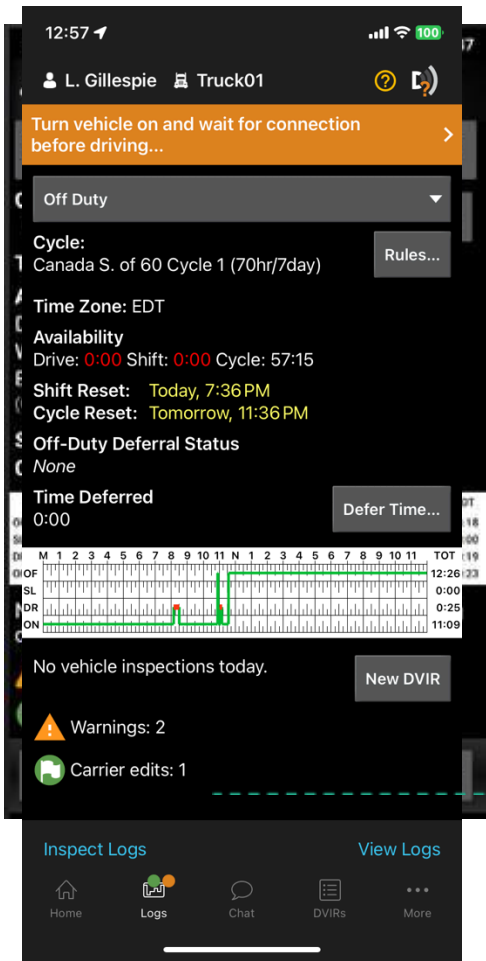 12:57
100
L. Gillespie Truck01
Turn vehicle on and wait for connection
before driving...
Off Duty
Cycle:
Canada S. of 60 Cycle 1 (70hr/7day)
Rules...
Time Zone: EDT
Availability
Drive: 0:00 Shift: 0:00 Cycle: 57:15
Shift Reset: Today, 7:36 PM
Cycle Reset: Tomorrow, 11:36 PM
Off-Duty Deferral Status
None
Time Deferred
0:00
Defer Time...
M 1 2 3 4 5 6 7 8 9 10 11 N 1 2 3 4 5 6 7 8 9 10 11 TOT
OF 12:26
SL 0:00
DR 0:25
ON 11:09
No vehicle inspections today.
New DVIR
Warnings: 2
Carrier edits: 1
Inspect Logs View Logs
Home Logs Chat DVIRs More